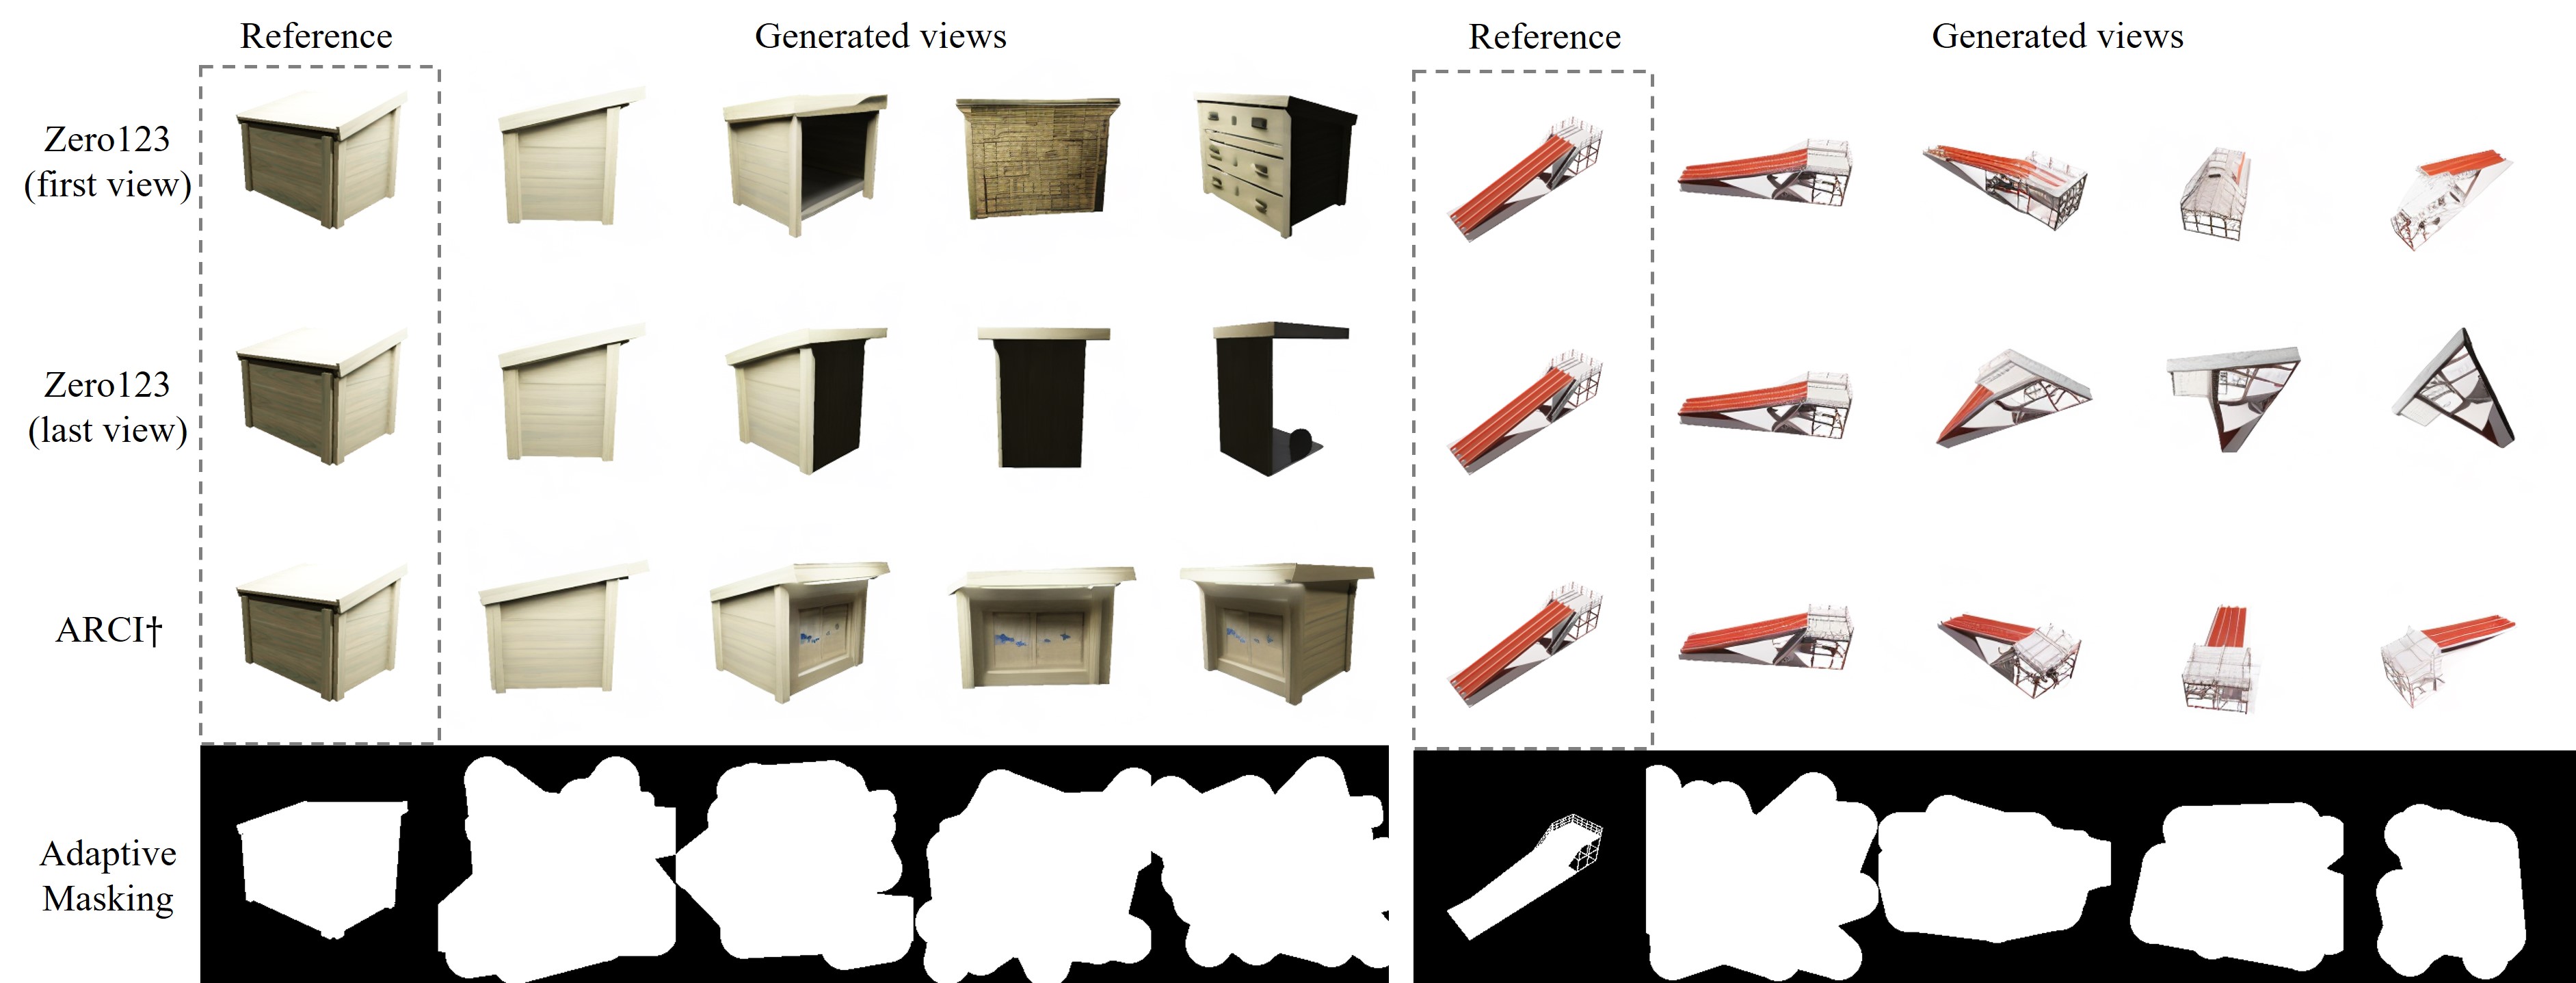 Reference
Generated views
Reference
Generated views
Zero123
(first view)
Zero123
(last view)
ARCI†
Adaptive
Masking